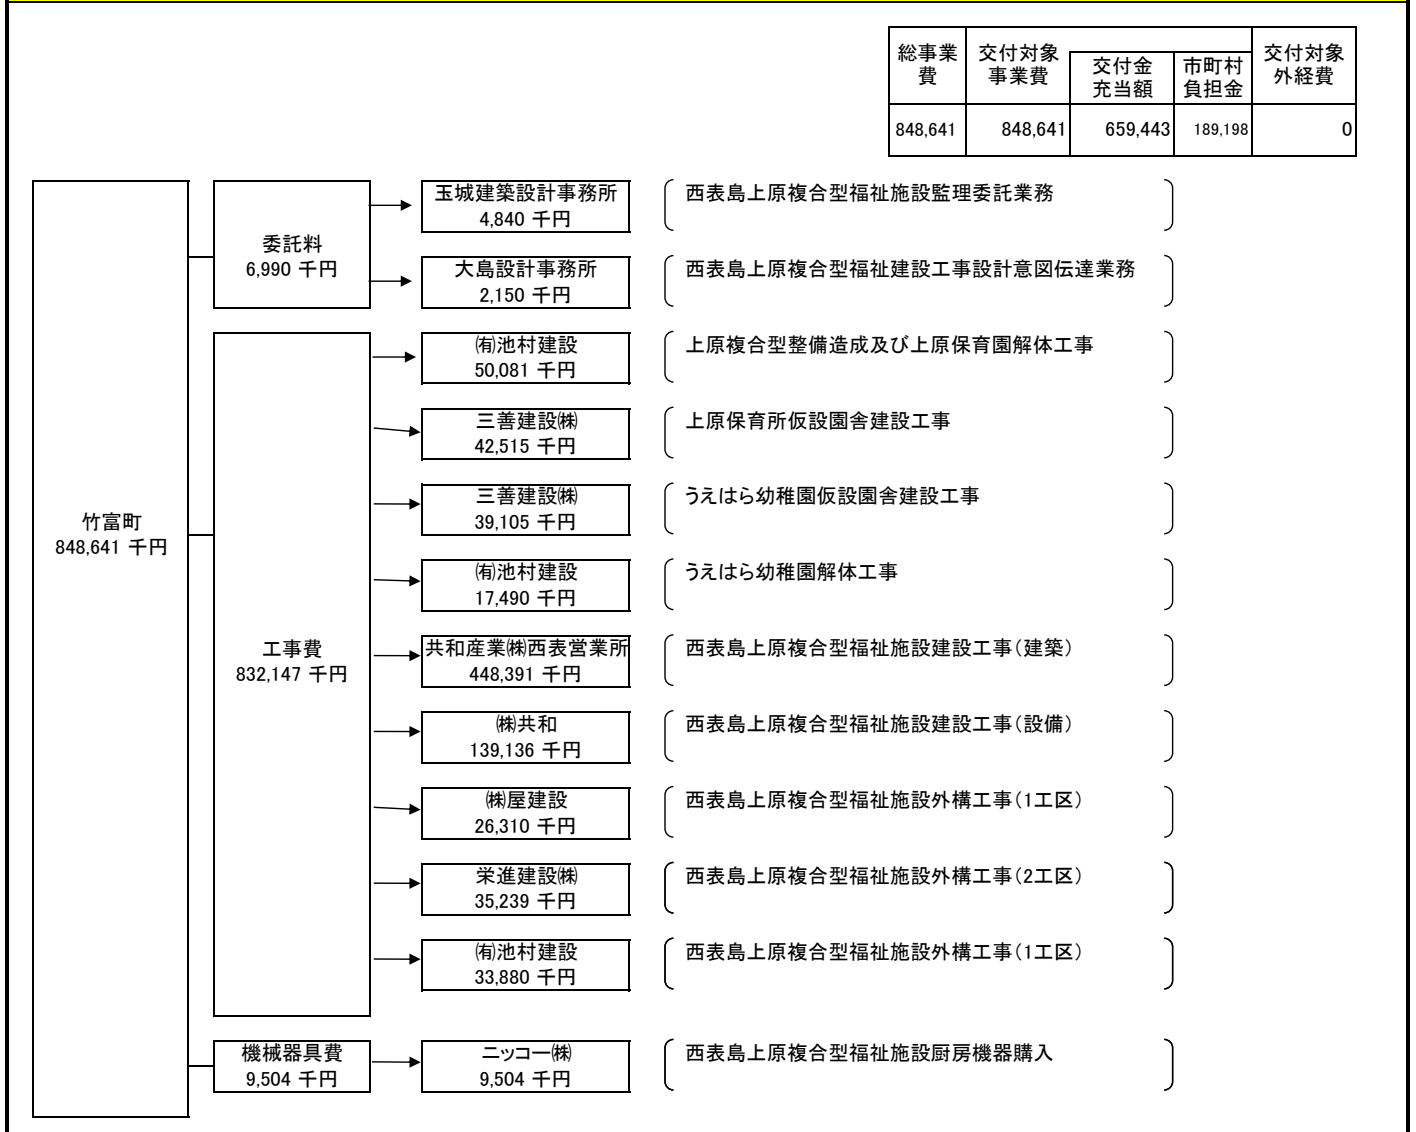 総事業費
交付対象事業費
交付金充当額
市町村負担金
交付対象外経費
848,641
848,641
659,443
189,198
0
竹富町
848,641 千円
委託料
6,990 千円
玉城建築設計事務所
4,840 千円
西表島上原複合型福祉施設監理委託業務
大島設計事務所
2,150 千円
西表島上原複合型福祉建設工事設計意図伝達業務
工事費
832,147 千円
㈲池村建設
50,081 千円
上原複合型整備造成及び上原保育園解体工事
三善建設㈱
42,515 千円
上原保育所仮設園舎建設工事
三善建設㈱
39,105 千円
うえはら幼稚園仮設園舎建設工事
㈲池村建設
17,490 千円
うえはら幼稚園解体工事
共和産業㈱西表営業所
448,391 千円
西表島上原複合型福祉施設建設工事（建築）
㈱共和
139,136 千円
西表島上原複合型福祉施設建設工事（設備）
㈱屋建設
26,310 千円
西表島上原複合型福祉施設外構工事（1工区）
栄進建設㈱
35,239 千円
西表島上原複合型福祉施設外構工事（2工区）
㈲池村建設
33,880 千円
西表島上原複合型福祉施設外構工事（1工区）
機械器具費
9,504 千円
ニッコー㈱
9,504 千円
西表島上原複合型福祉施設厨房機器購入